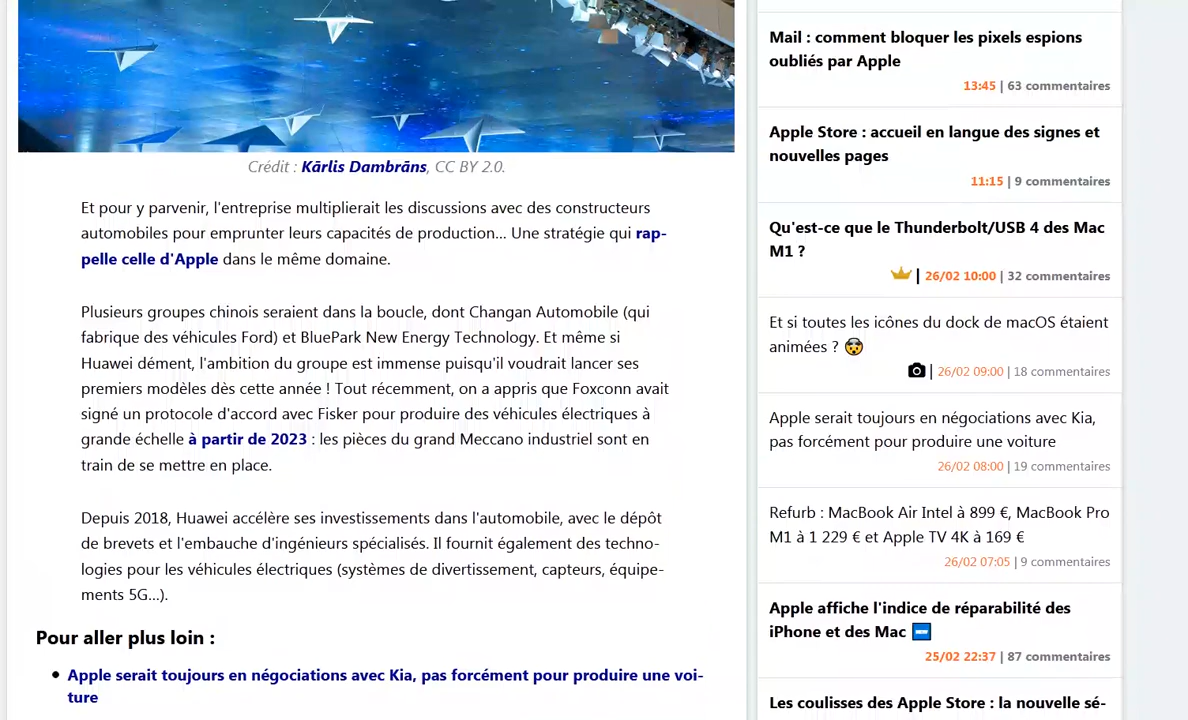 Crédit : Kārlis Dambrāns, CC BY 2.0.
Et pour y parvenir, l'entreprise multiplierait les discussions avec des constructeurs
automobiles pour emprunter leurs capacités de production... Une stratégie qui rap-
pelle celle d'Apple dans le même domaine.
Plusieurs groupes chinois seraient dans la boucle, dont Changan Automobile (qui
fabrique des véhicules Ford) et BluePark New Energy Technology. Et même si
Huawei dément, l'ambition du groupe est immense puisqu'il voudrait lancer ses
premiers modèles dès cette année ! Tout récemment, on a appris que Foxconn avait
signé un protocole d'accord avec Fisker pour produire des véhicules électriques à
grande échelle à partir de 2023 : les pièces du grand Meccano industriel sont en
train de se mettre en place.
Depuis 2018, Huawei accélère ses investissements dans l'automobile, avec le dépôt
de brevets et l'embauche d'ingénieurs spécialisés. Il fournit également des techno-
logies pour les véhicules électriques (systèmes de divertissement, capteurs, équipe-
ments 5G...).
Pour aller plus loin :
• Apple serait toujours en négociations avec Kia, pas forcément pour produire une voi-
ture
Mail : comment bloquer les pixels espions
oubliés par Apple
13:45 | 63 commentaires
Apple Store : accueil en langue des signes et
nouvelles pages
11:15 | 9 commentaires
Qu'est-ce que le Thunderbolt/USB 4 des Mac
M1 ?
| 26/02 10:00 | 32 commentaires
Et si toutes les icônes du dock de macOS étaient
animées ? 🤯
| 26/02 09:00 | 18 commentaires
Apple serait toujours en négociations avec Kia,
pas forcément pour produire une voiture
26/02 08:00 | 19 commentaires
Refurb : MacBook Air Intel à 899 €, MacBook Pro
M1 à 1 229 € et Apple TV 4K à 169 €
26/02 07:05 | 9 commentaires
Apple affiche l'indice de réparabilité des
iPhone et des Mac 🆕
25/02 22:37 | 87 commentaires
Les coulisses des Apple Store : la nouvelle sé-